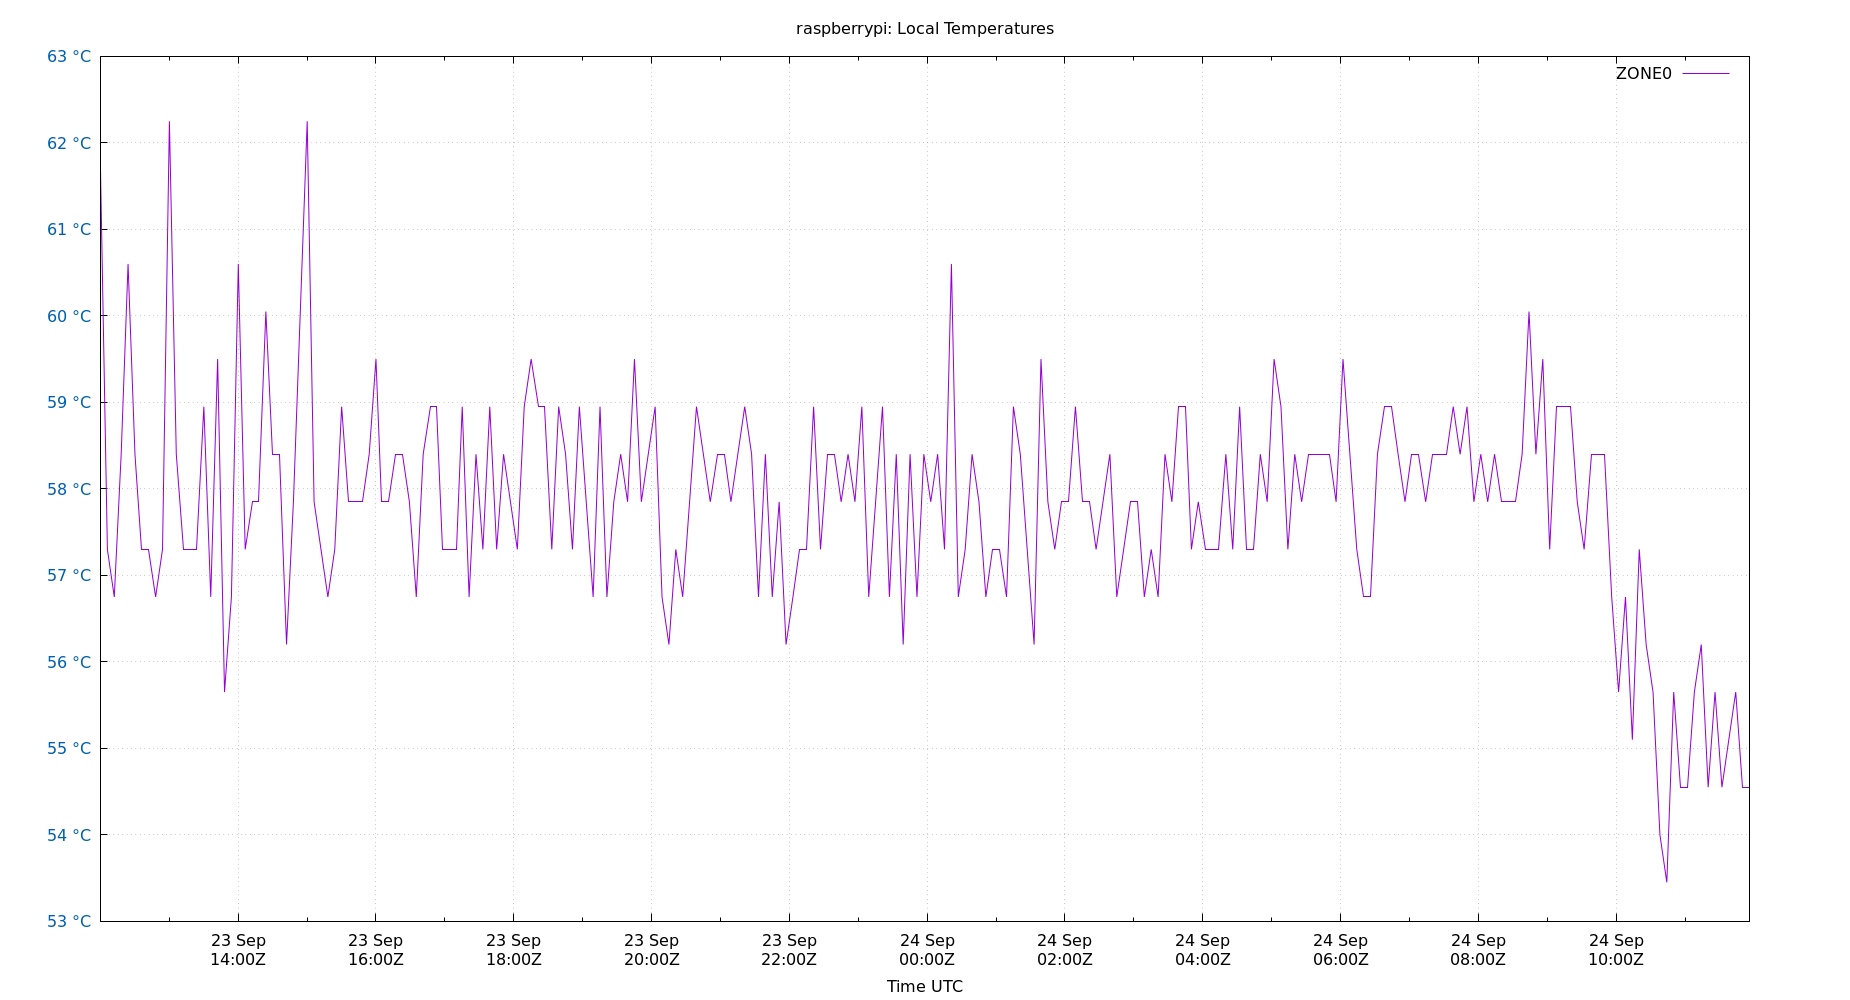 raspberrypi: Local Temperatures
63 °C
ZONE0
62 °C
61 °C
60 °C
59 °C
58 °C
57 °C
56 °C
55 °C
54 °C
53 °C
23 Sep 23 Sep 23 Sep 23 Sep 23 Sep 24 Sep 24 Sep 24 Sep 24 Sep 24 Sep 24 Sep
14:00Z 16:00Z 18:00Z 20:00Z 22:00Z 00:00Z 02:00Z 04:00Z 06:00Z 08:00Z 10:00Z
Time UTC